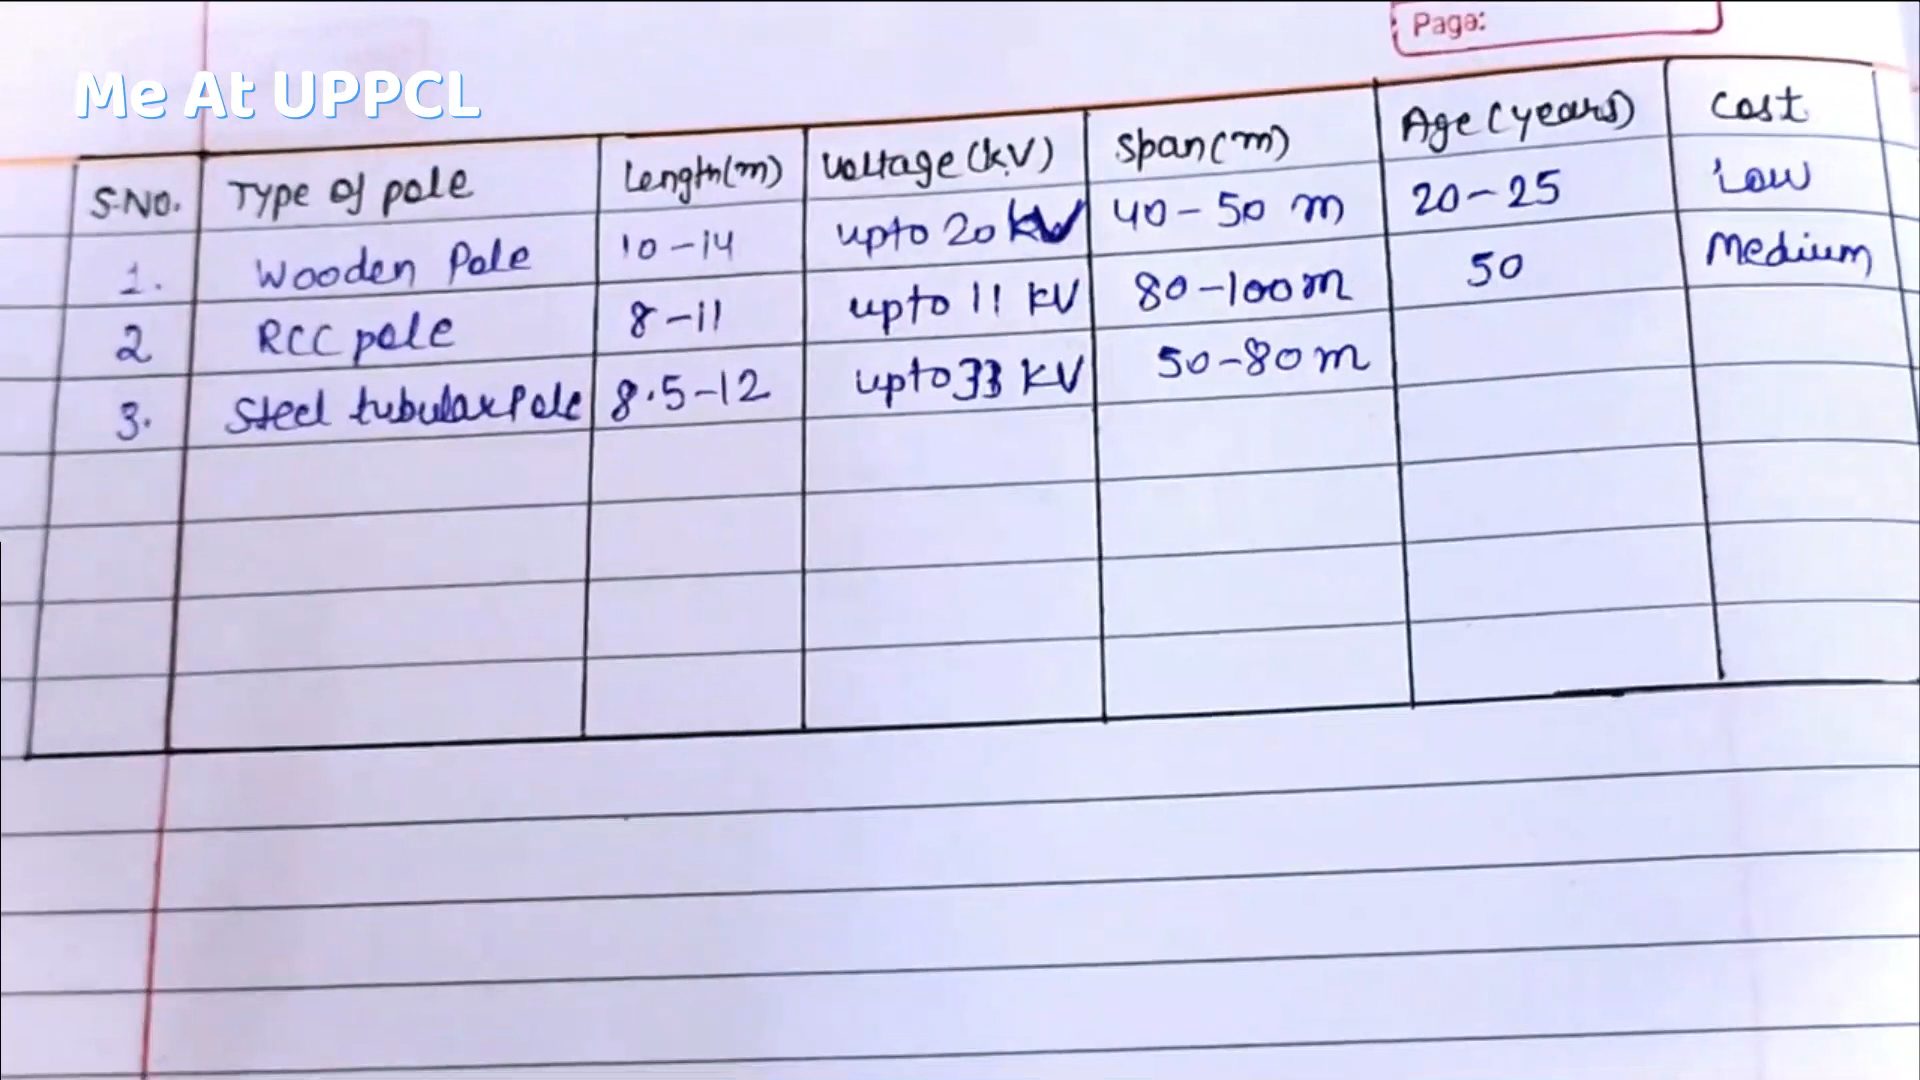 Page:
Me At UPPCL
S.No. Type of pole Length(m) Voltage (kV) Span(m) Age (years) Cost
1. Wooden Pole 10-14 upto 20 kV 40-50 m 20-25 Low
2 RCC pole 8-11 upto 11 kV 80-100m 50 Medium
3. Steel tubular Pole 8.5-12 upto 33 kV 50-80m